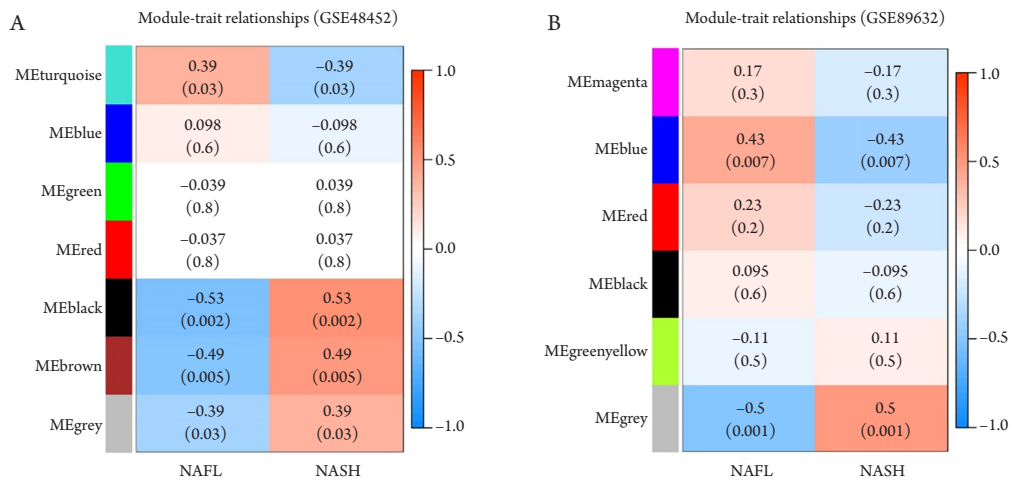 A
Module-trait relationships (GSE48452)
MEturquoise
0.39
(0.03)
−0.39
(0.03)
MEblue
0.098
(0.6)
−0.098
(0.6)
MEgreen
−0.039
(0.8)
0.039
(0.8)
MEred
−0.037
(0.8)
0.037
(0.8)
MEblack
−0.53
(0.002)
0.53
(0.002)
MEbrown
−0.49
(0.005)
0.49
(0.005)
MEgrey
−0.39
(0.03)
0.39
(0.03)
NAFL
NASH
1.0
0.5
0.0
−0.5
−1.0
B
Module-trait relationships (GSE89632)
MEmagenta
0.17
(0.3)
−0.17
(0.3)
MEblue
0.43
(0.007)
−0.43
(0.007)
MEred
0.23
(0.2)
−0.23
(0.2)
MEblack
0.095
(0.6)
−0.095
(0.6)
MEgreenyellow
−0.11
(0.5)
0.11
(0.5)
MEgrey
−0.5
(0.001)
0.5
(0.001)
NAFL
NASH
1.0
0.5
0.0
−0.5
−1.0